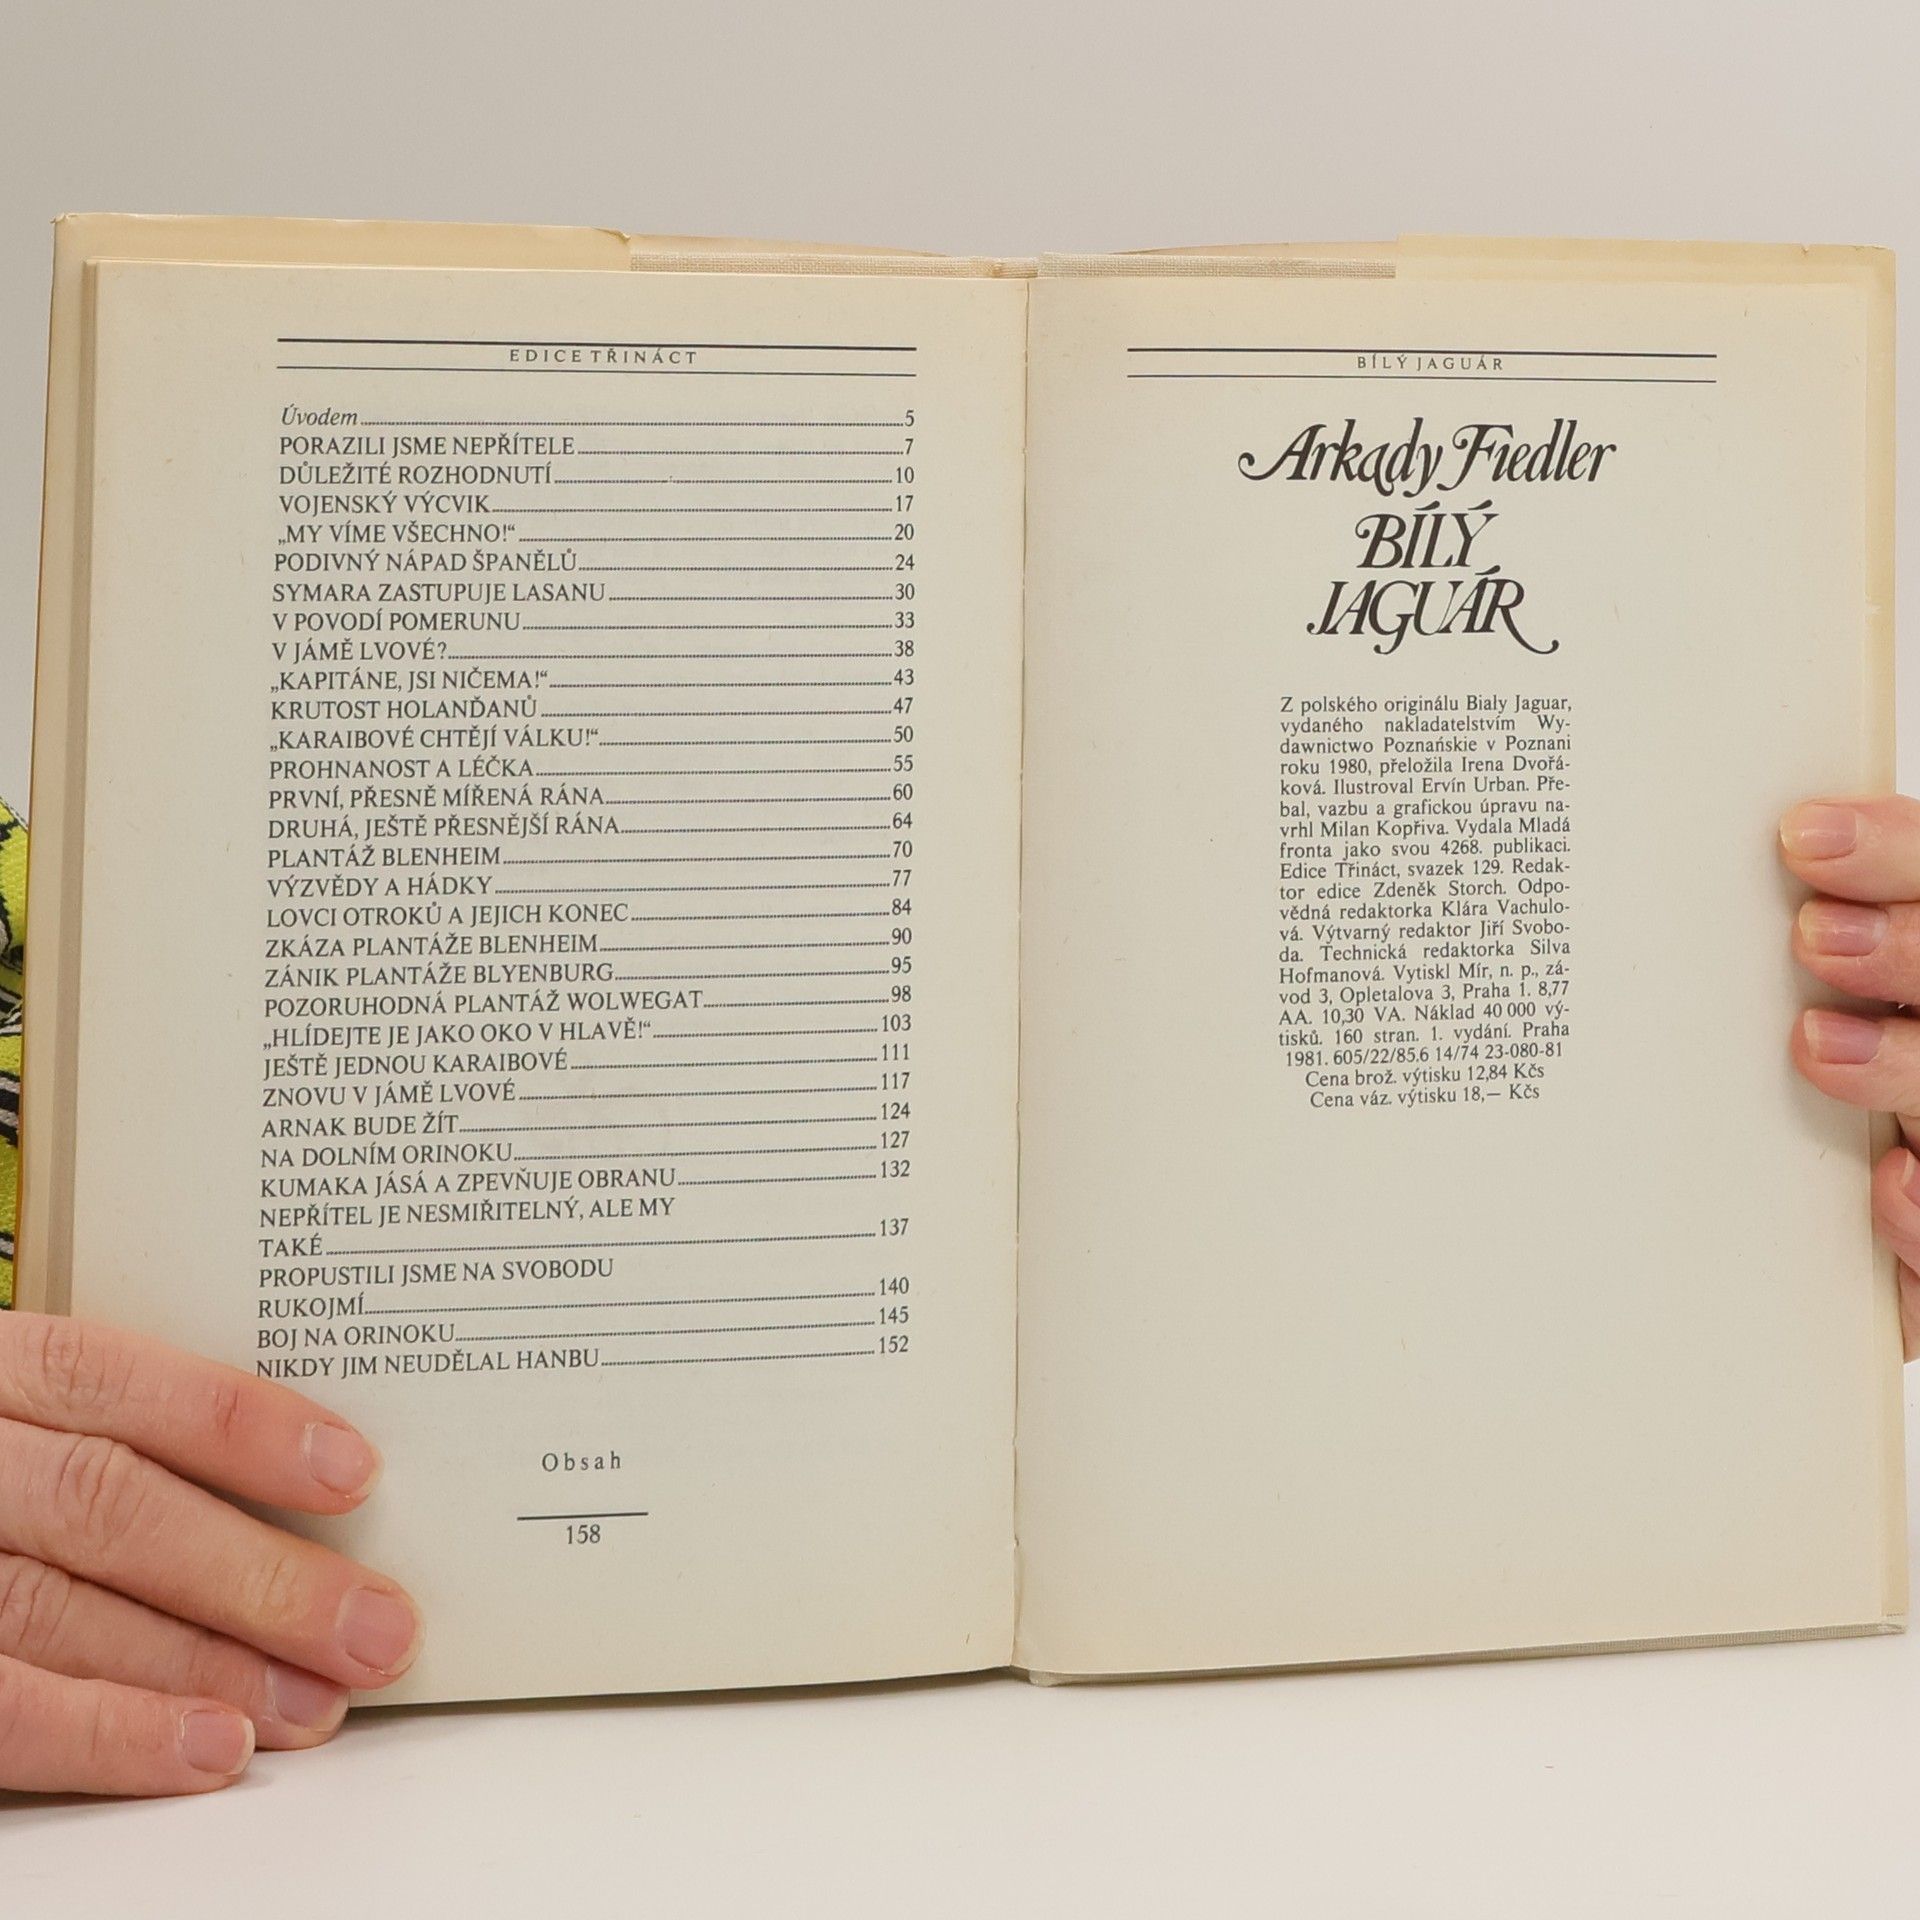 EDICE TŘINÁCT
Úvodem 5
PORAZILI JSME NEPŘÍTELE 7
DŮLEŽITÉ ROZHODNUTÍ 10
VOJENSKÝ VÝCVIK 17
„MY VÍME VŠECHNO!“ 20
PODIVNÝ NÁPAD ŠPANĚLŮ 24
SYMARA ZASTUPUJE LASANU 30
V POVODÍ POMERUNU 33
V JÁMĚ LVOVÉ? 38
„KAPITÁNE, JSI NIČEMA!“ 43
KRUTOST HOLANĎANŮ 47
„KARAIBOVÉ CHTĚJÍ VÁLKU!“ 50
PROHNANOST A LÉČKA 55
PRVNÍ, PŘESNĚ MÍŘENÁ RÁNA 60
DRUHÁ, JEŠTĚ PŘESNĚJŠÍ RÁNA 64
PLANTÁŽ BLENHEIM 70
VÝZVĚDY A HÁDKY 77
LOVCI OTROKŮ A JEJICH KONEC 84
ZKÁZA PLANTÁŽE BLENHEIM 90
ZÁNIK PLANTÁŽE BLYENBURG 95
POZORUHODNÁ PLANTÁŽ WOLWEGAT 98
„HLÍDEJTE JE JAKO OKO V HLAVĚ!“ 103
JEŠTĚ JEDNOU KARAIBOVÉ 111
ZNOVU V JÁMĚ LVOVÉ 117
ARNAK BUDE ŽÍT 124
NA DOLNÍM ORINOKU 127
KUMAKA JÁSÁ A ZPEVŇUJE OBRANU 132
NEPŘÍTEL JE NESMIŘITELNÝ, ALE MY
TAKÉ 137
PROPUSTILI JSME NA SVOBODU
RUKOJMÍ 140
BOJ NA ORINOKU 145
NIKDY JIM NEUDĚLAL HANBU 152
Obsah
158
BÍLÝ JAGUÁR
Arkady Fiedler
BÍLÝ
JAGUÁR
Z polského originálu Bialy Jaguar,
vydaného nakladatelstvím Wy-
dawnictwo Poznańskie v Poznani
roku 1980, přeložila Irena Dvořá-
ková. Ilustroval Ervín Urban. Pře-
bal, vazbu a grafickou úpravu na-
vrhl Milan Kopřiva. Vydala Mladá
fronta jako svou 4268. publikaci.
Edice Třináct, svazek 129. Redak-
tor edice Zdeněk Storch. Odpo-
vědná redaktorka Klára Vachulo-
vá. Výtvarný redaktor Jiří Svobo-
da. Technická redaktorka Silva
Hofmanová. Vytiskl Mír, n. p., zá-
vod 3, Opletalova 3, Praha 1. 8,77
AA. 10,30 VA. Náklad 40 000 vý-
tisků. 160 stran. 1. vydání. Praha
1981. 605/22/85.6 14/74 23-080-81
Cena brož. výtisku 12,84 Kčs
Cena váz. výtisku 18,— Kčs